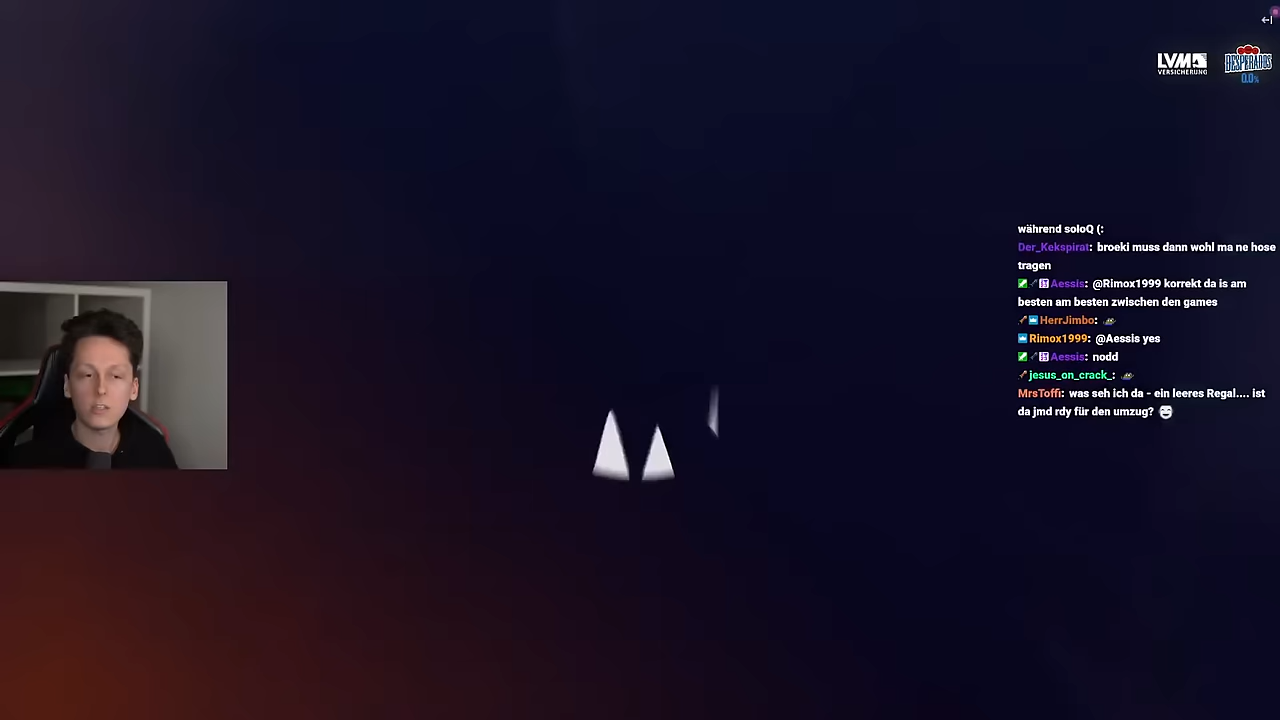 LVM
VERSICHERUNG
DESPERADOS
0.0%
während soloQ (:
Der_Kekspirat: broeki muss dann wohl ma ne hose
tragen
Aessis: @Rimox1999 korrekt da is am
besten am besten zwischen den games
HerrJimbo:
Rimox1999: @Aessis yes
Aessis: nodd
jesus_on_crack_:
MrsToffi: was seh ich da - ein leeres Regal.... ist
da jmd rdy für den umzug?